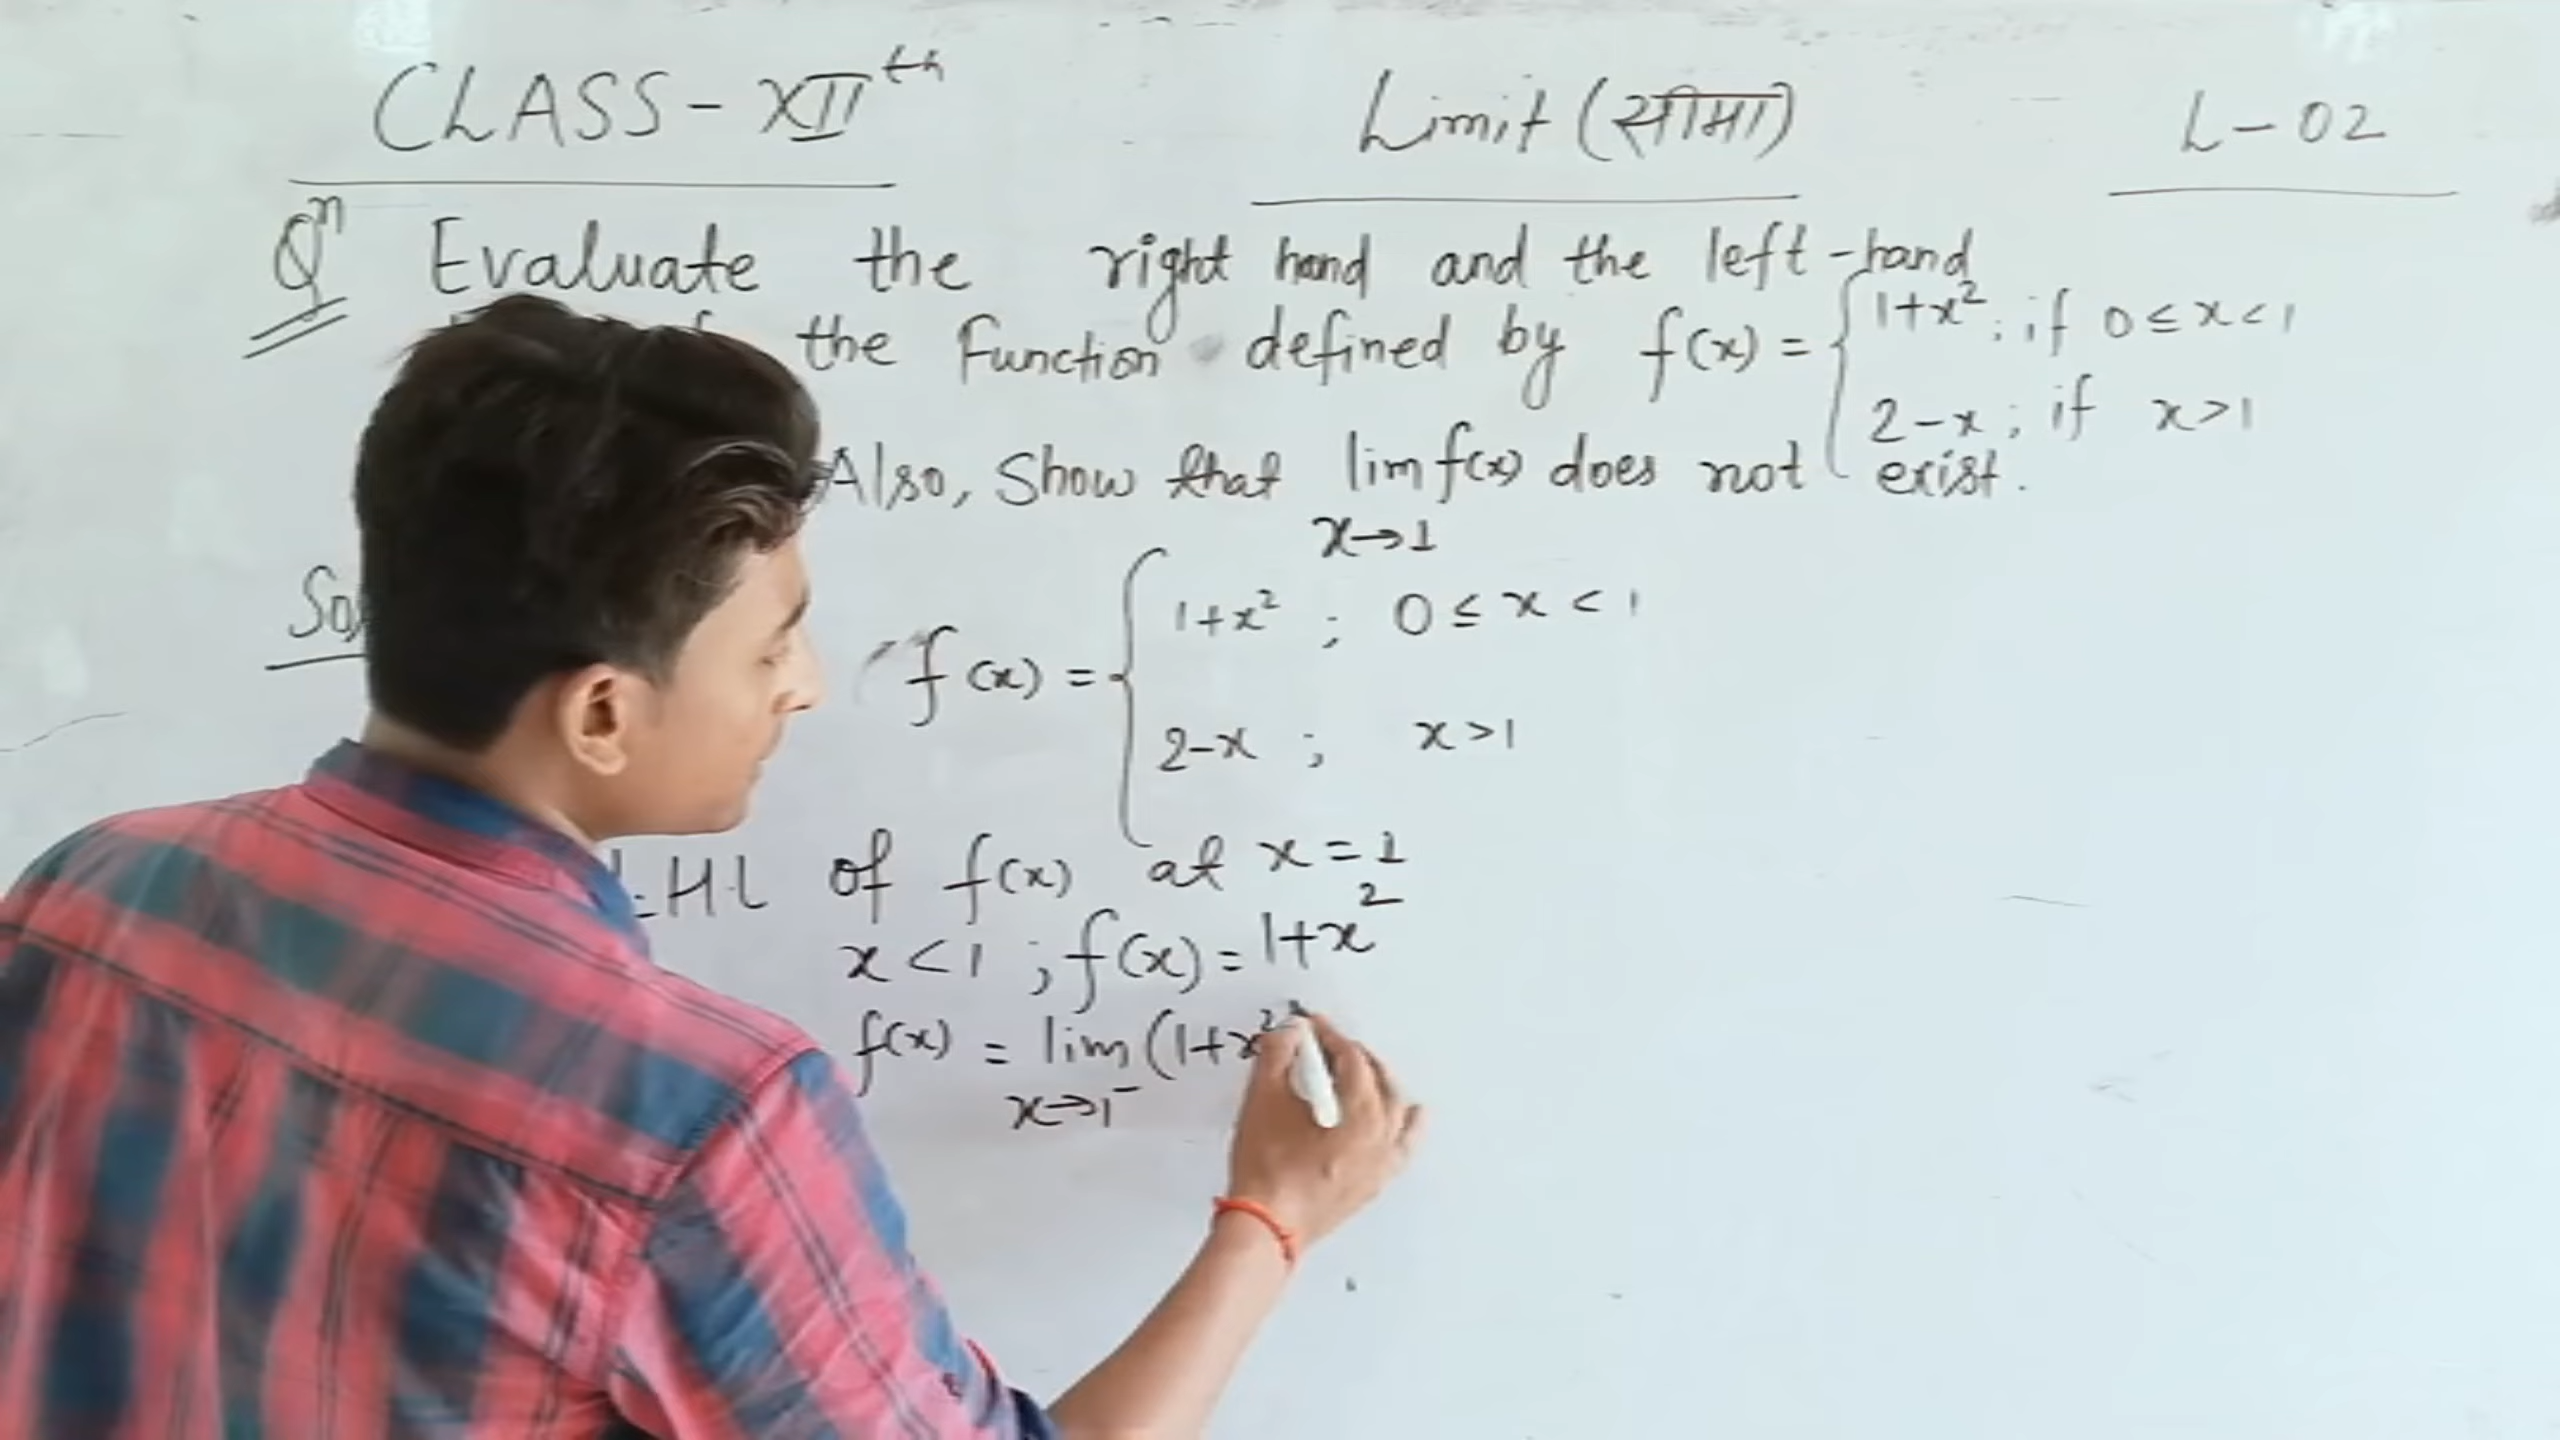 CLASS-XIIth
Limit (सीमा)
L-02
Qn Evaluate the right hand and the left-hand
the Function defined by f(x) = { 1+x²; if 0≤x<1
2-x; if x>1
Also, Show that lim f(x) does not exist.
x→1
f(x) = { 1+x² ; 0≤x<1
2-x ; x>1
HL of f(x) at x=1
x<1 ; f(x) = 1+x²
f(x) = lim (1+x²)
x→1⁻